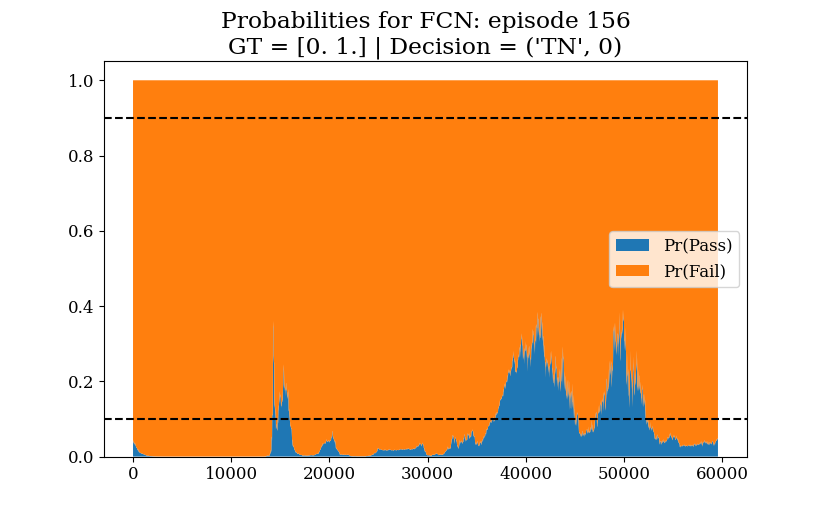 Probabilities for FCN: episode 156
GT = [0. 1.] | Decision = ('TN', 0)
1.0
0.8
0.6
0.4
0.2
0.0
Pr(Pass)
Pr(Fail)
0 10000 20000 30000 40000 50000 60000